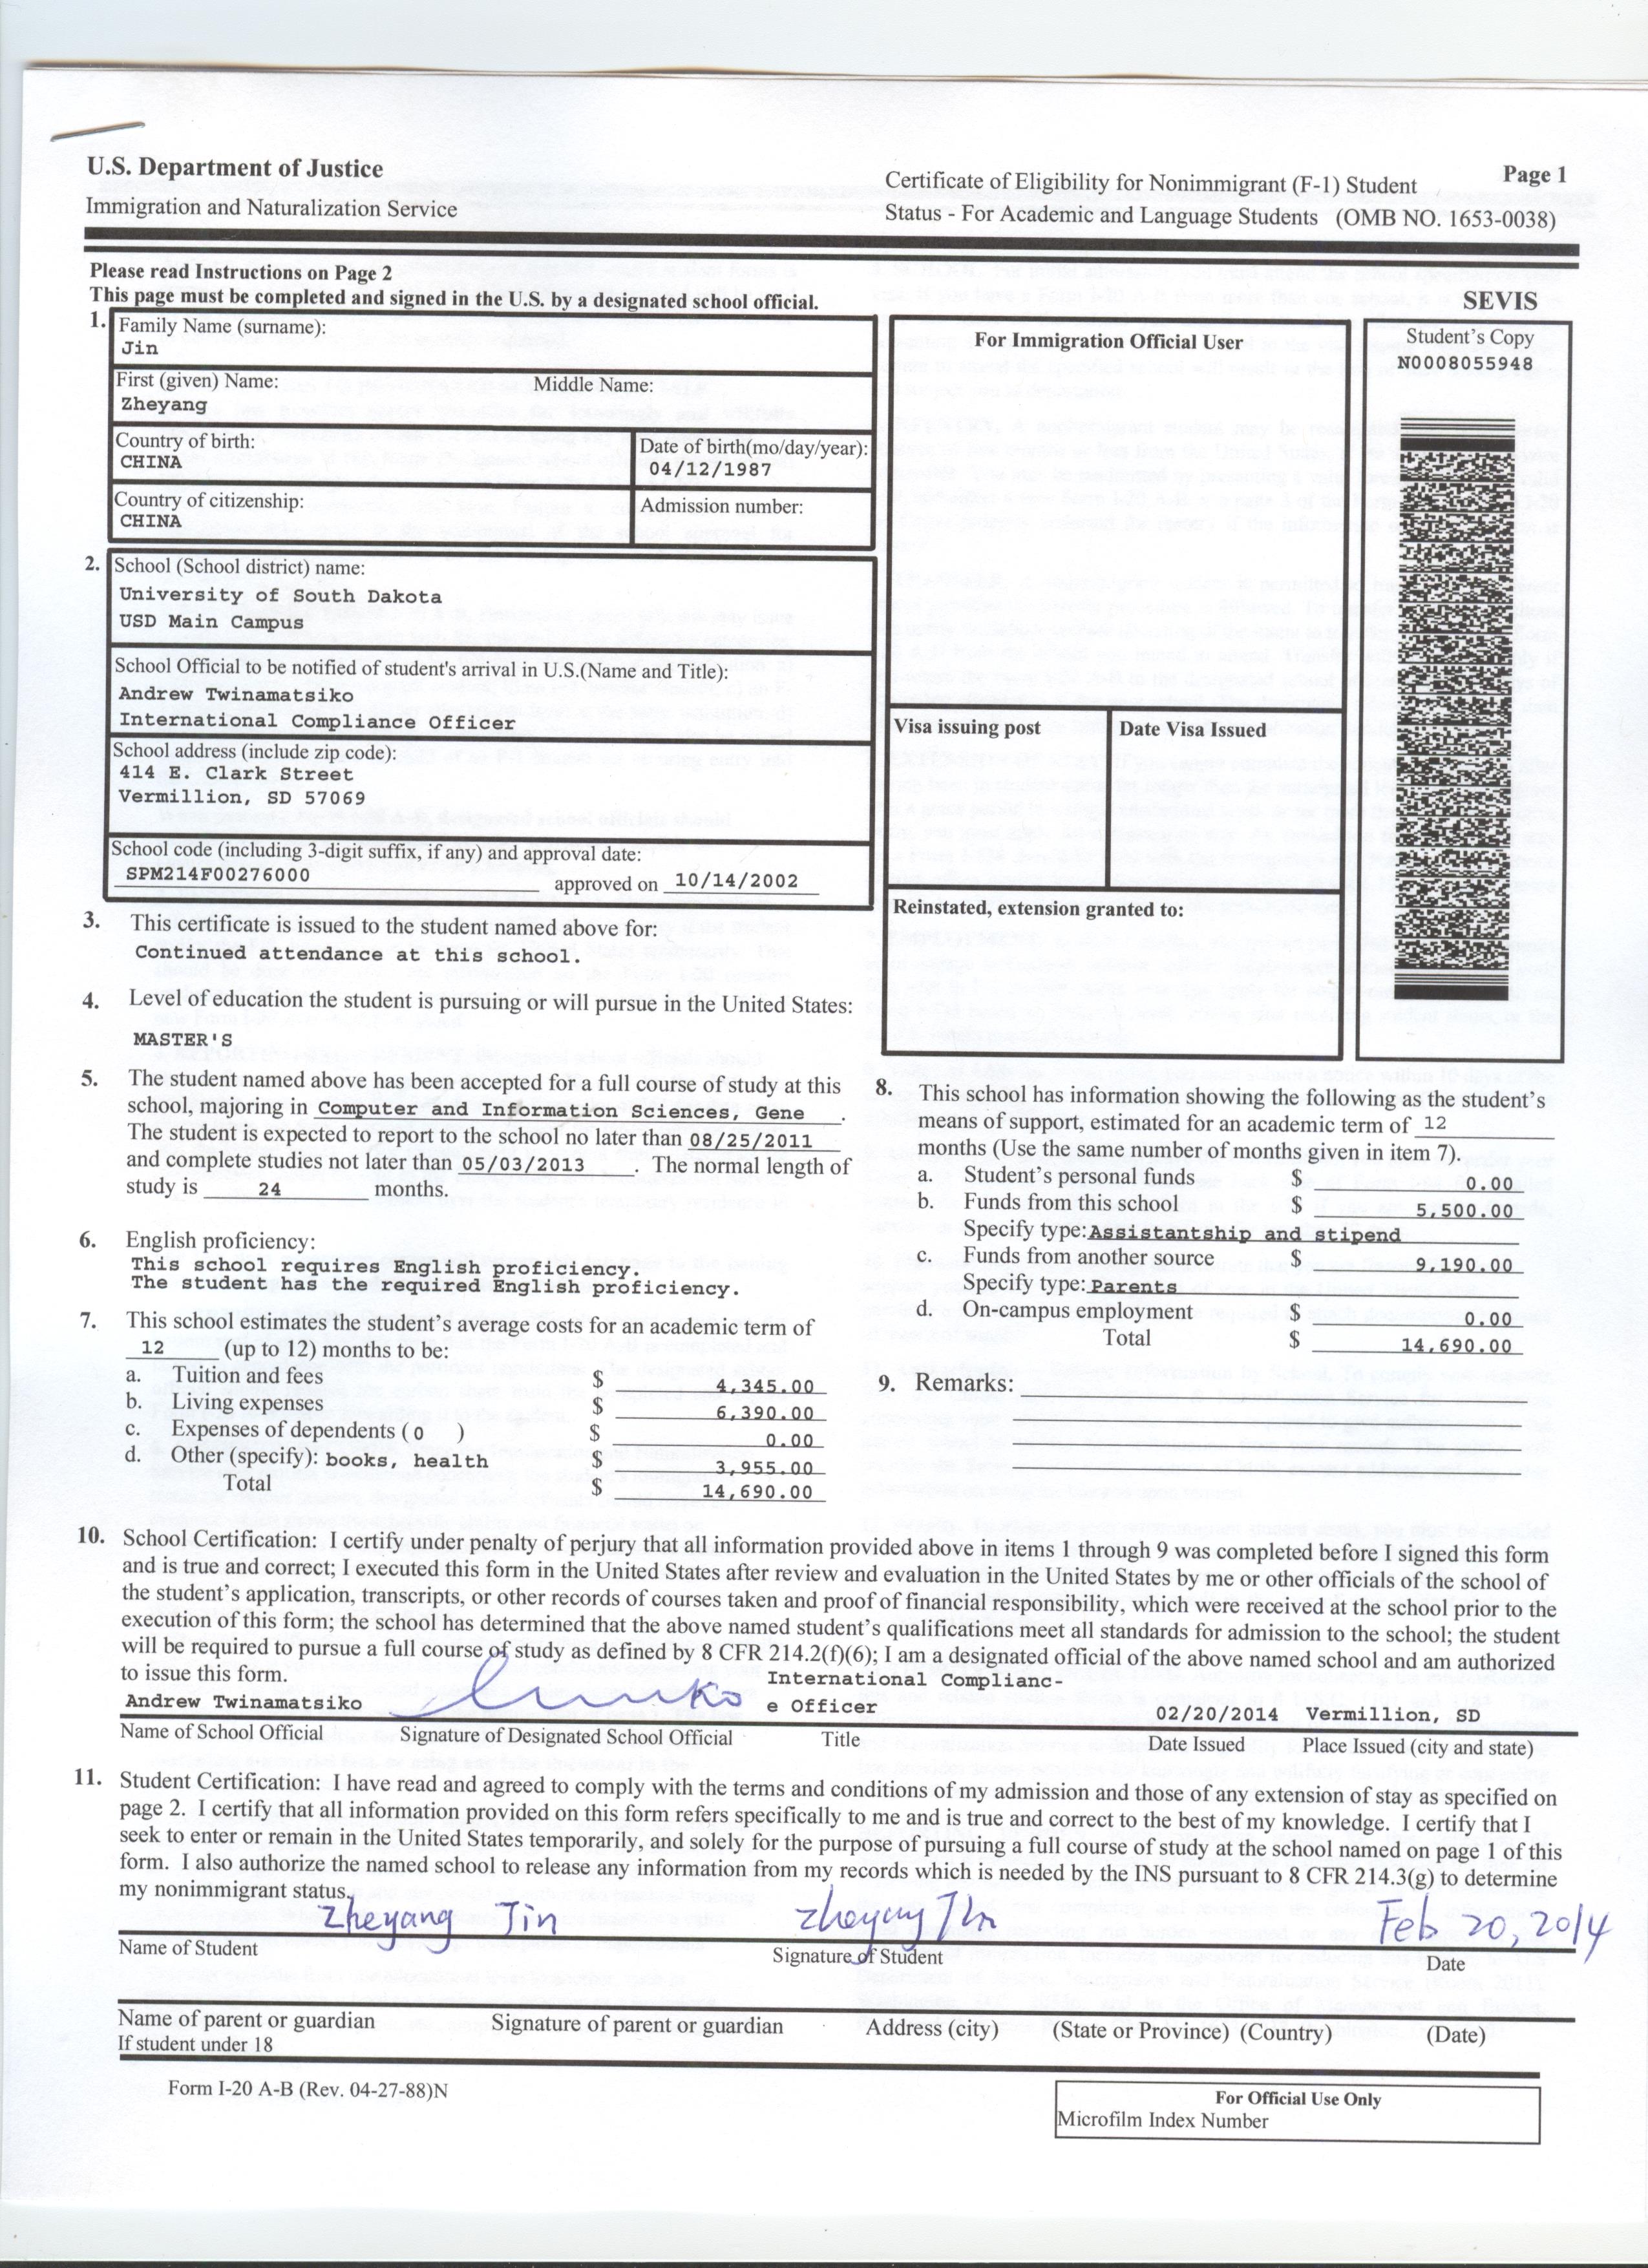 U.S. Department of Justice
Immigration and Naturalization Service
Certificate of Eligibility for Nonimmigrant (F-1) Student
Status - For Academic and Language Students (OMB NO. 1653-0038)
Page 1
Please read Instructions on Page 2
This page must be completed and signed in the U.S. by a designated school official.
SEVIS
1. Family Name (surname):
Jin
First (given) Name: Middle Name:
Zheyang
Country of birth: Date of birth(mo/day/year):
CHINA 04/12/1987
Country of citizenship: Admission number:
CHINA
2. School (School district) name:
University of South Dakota
USD Main Campus
School Official to be notified of student's arrival in U.S.(Name and Title):
Andrew Twinamatsiko
International Compliance Officer
School address (include zip code):
414 E. Clark Street
Vermillion, SD 57069
School code (including 3-digit suffix, if any) and approval date:
SPM214F00276000 approved on 10/14/2002
For Immigration Official User
Visa issuing post Date Visa Issued
Reinstated, extension granted to:
Student's Copy
N0008055948
3. This certificate is issued to the student named above for:
Continued attendance at this school.
4. Level of education the student is pursuing or will pursue in the United States:
MASTER'S
5. The student named above has been accepted for a full course of study at this
school, majoring in Computer and Information Sciences, Gene .
The student is expected to report to the school no later than 08/25/2011
and complete studies not later than 05/03/2013 . The normal length of
study is 24 months.
6. English proficiency:
This school requires English proficiency.
The student has the required English proficiency.
7. This school estimates the student's average costs for an academic term of
12 (up to 12) months to be:
a. Tuition and fees $ 4,345.00
b. Living expenses $ 6,390.00
c. Expenses of dependents (0 ) $ 0.00
d. Other (specify): books, health $ 3,955.00
Total $ 14,690.00
8. This school has information showing the following as the student's
means of support, estimated for an academic term of 12
months (Use the same number of months given in item 7).
a. Student's personal funds $ 0.00
b. Funds from this school $ 5,500.00
Specify type: Assistantship and stipend
c. Funds from another source $ 9,190.00
Specify type: Parents
d. On-campus employment $ 0.00
Total $ 14,690.00
9. Remarks:
10. School Certification: I certify under penalty of perjury that all information provided above in items 1 through 9 was completed before I signed this form
and is true and correct; I executed this form in the United States after review and evaluation in the United States by me or other officials of the school of
the student's application, transcripts, or other records of courses taken and proof of financial responsibility, which were received at the school prior to the
execution of this form; the school has determined that the above named student's qualifications meet all standards for admission to the school; the student
will be required to pursue a full course of study as defined by 8 CFR 214.2(f)(6); I am a designated official of the above named school and am authorized
to issue this form.
International Complianc-
Andrew Twinamatsiko e Officer 02/20/2014 Vermillion, SD
Name of School Official Signature of Designated School Official Title Date Issued Place Issued (city and state)
11. Student Certification: I have read and agreed to comply with the terms and conditions of my admission and those of any extension of stay as specified on
page 2. I certify that all information provided on this form refers specifically to me and is true and correct to the best of my knowledge. I certify that I
seek to enter or remain in the United States temporarily, and solely for the purpose of pursuing a full course of study at the school named on page 1 of this
form. I also authorize the named school to release any information from my records which is needed by the INS pursuant to 8 CFR 214.3(g) to determine
my nonimmigrant status.
Zheyang Jin Zheyang Jin Feb 20, 2014
Name of Student Signature of Student Date
Name of parent or guardian Signature of parent or guardian Address (city) (State or Province) (Country) (Date)
If student under 18
Form I-20 A-B (Rev. 04-27-88)N
For Official Use Only
Microfilm Index Number